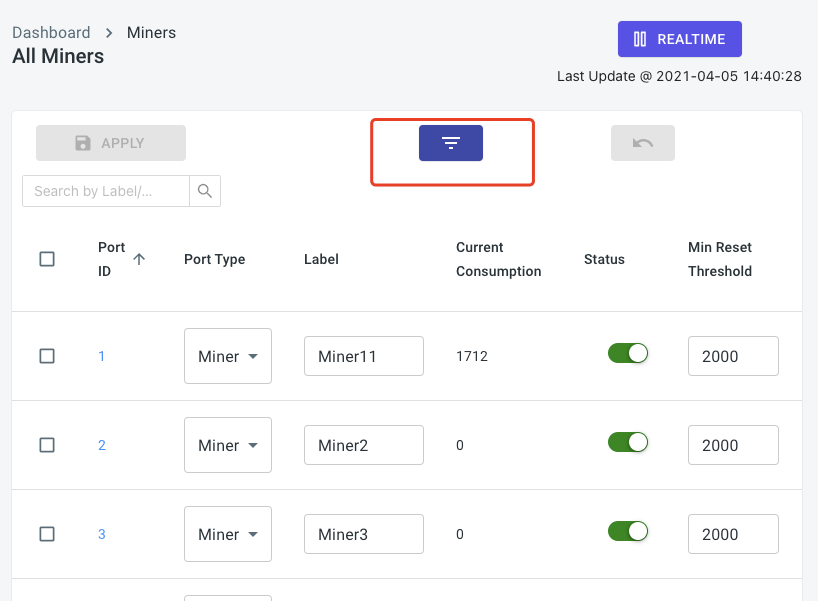 Dashboard > Miners
All Miners
REALTIME
Last Update @ 2021-04-05 14:40:28
APPLY
Search by Label/...
Port ID
Port Type
Label
Current Consumption
Status
Min Reset Threshold
1 Miner Miner11 1712 2000
2 Miner Miner2 0 2000
3 Miner Miner3 0 2000